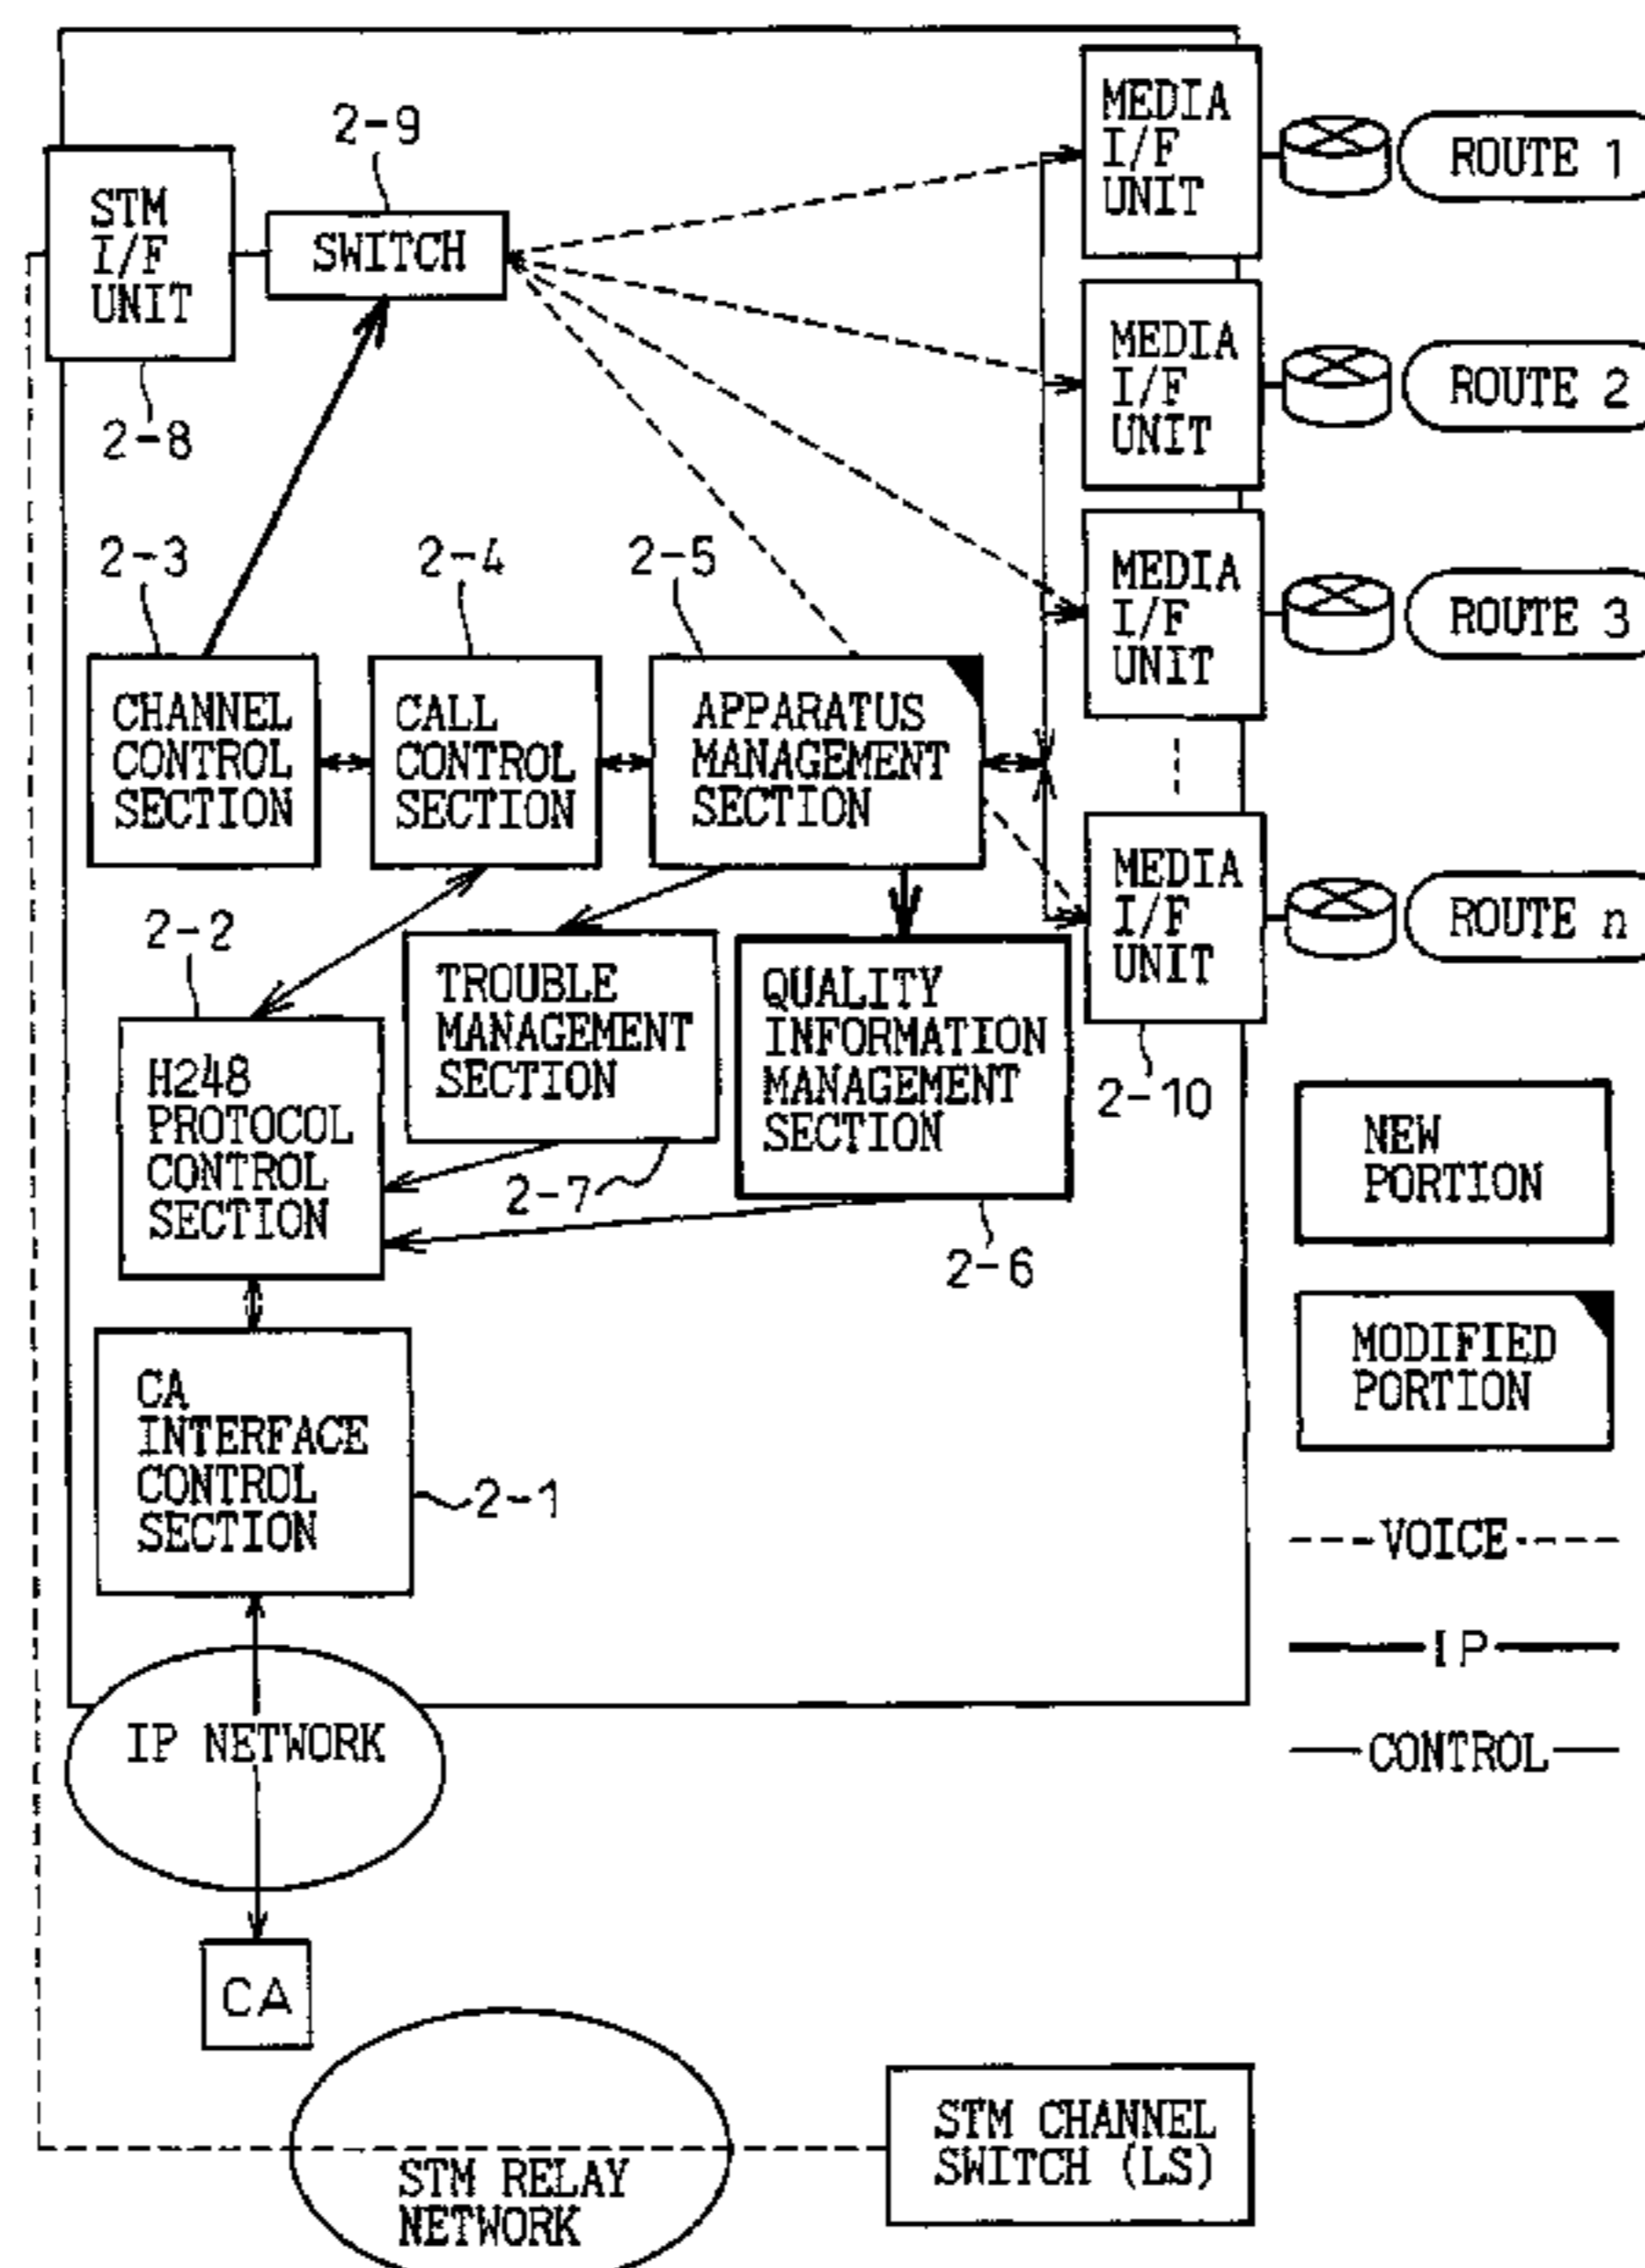 2-9
STM
I/F
UNIT
SWITCH
2-8
MEDIA
I/F
UNIT
ROUTE 1
MEDIA
I/F
UNIT
ROUTE 2
MEDIA
I/F
UNIT
ROUTE 3
2-3
2-4
2-5
CHANNEL
CONTROL
SECTION
CALL
CONTROL
SECTION
APPARATUS
MANAGEMENT
SECTION
MEDIA
I/F
UNIT
ROUTE n
2-10
2-2
H248
PROTOCOL
CONTROL
SECTION
TROUBLE
MANAGEMENT
SECTION
2-7
QUALITY
INFORMATION
MANAGEMENT
SECTION
2-6
CA
INTERFACE
CONTROL
SECTION
2-1
NEW
PORTION
MODIFIED
PORTION
VOICE
IP
CONTROL
IP NETWORK
CA
STM RELAY
NETWORK
STM CHANNEL
SWITCH (LS)